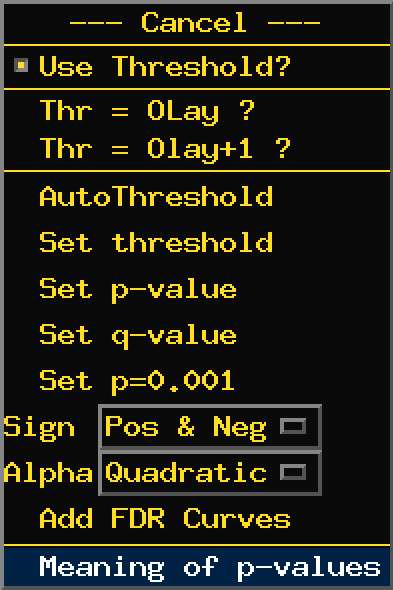 --- Cancel ---
Use Threshold?
Thr = OLay ?
Thr = Olay+1 ?
AutoThreshold
Set threshold
Set p-value
Set q-value
Set p=0.001
Sign Pos & Neg
Alpha Quadratic
Add FDR Curves
Meaning of p-values